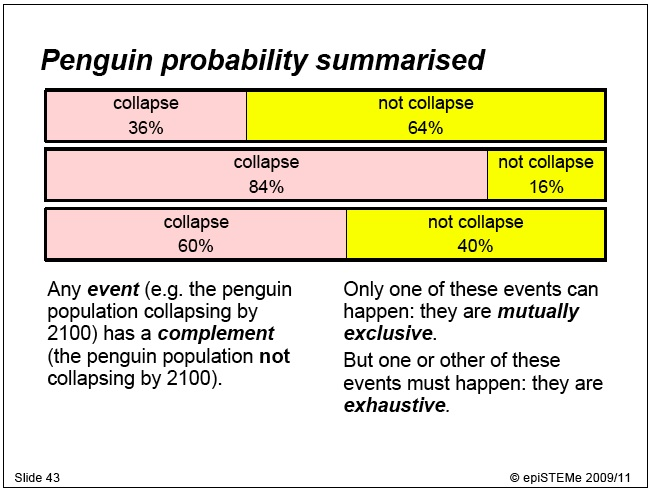 Penguin probability summarised
collapse
36%
not collapse
64%
collapse
84%
not collapse
16%
collapse
60%
not collapse
40%
Any event (e.g. the penguin
population collapsing by
2100) has a complement
(the penguin population not
collapsing by 2100).
Only one of these events can
happen: they are mutually
exclusive.
But one or other of these
events must happen: they are
exhaustive.
Slide 43
© epiSTEMe 2009/11